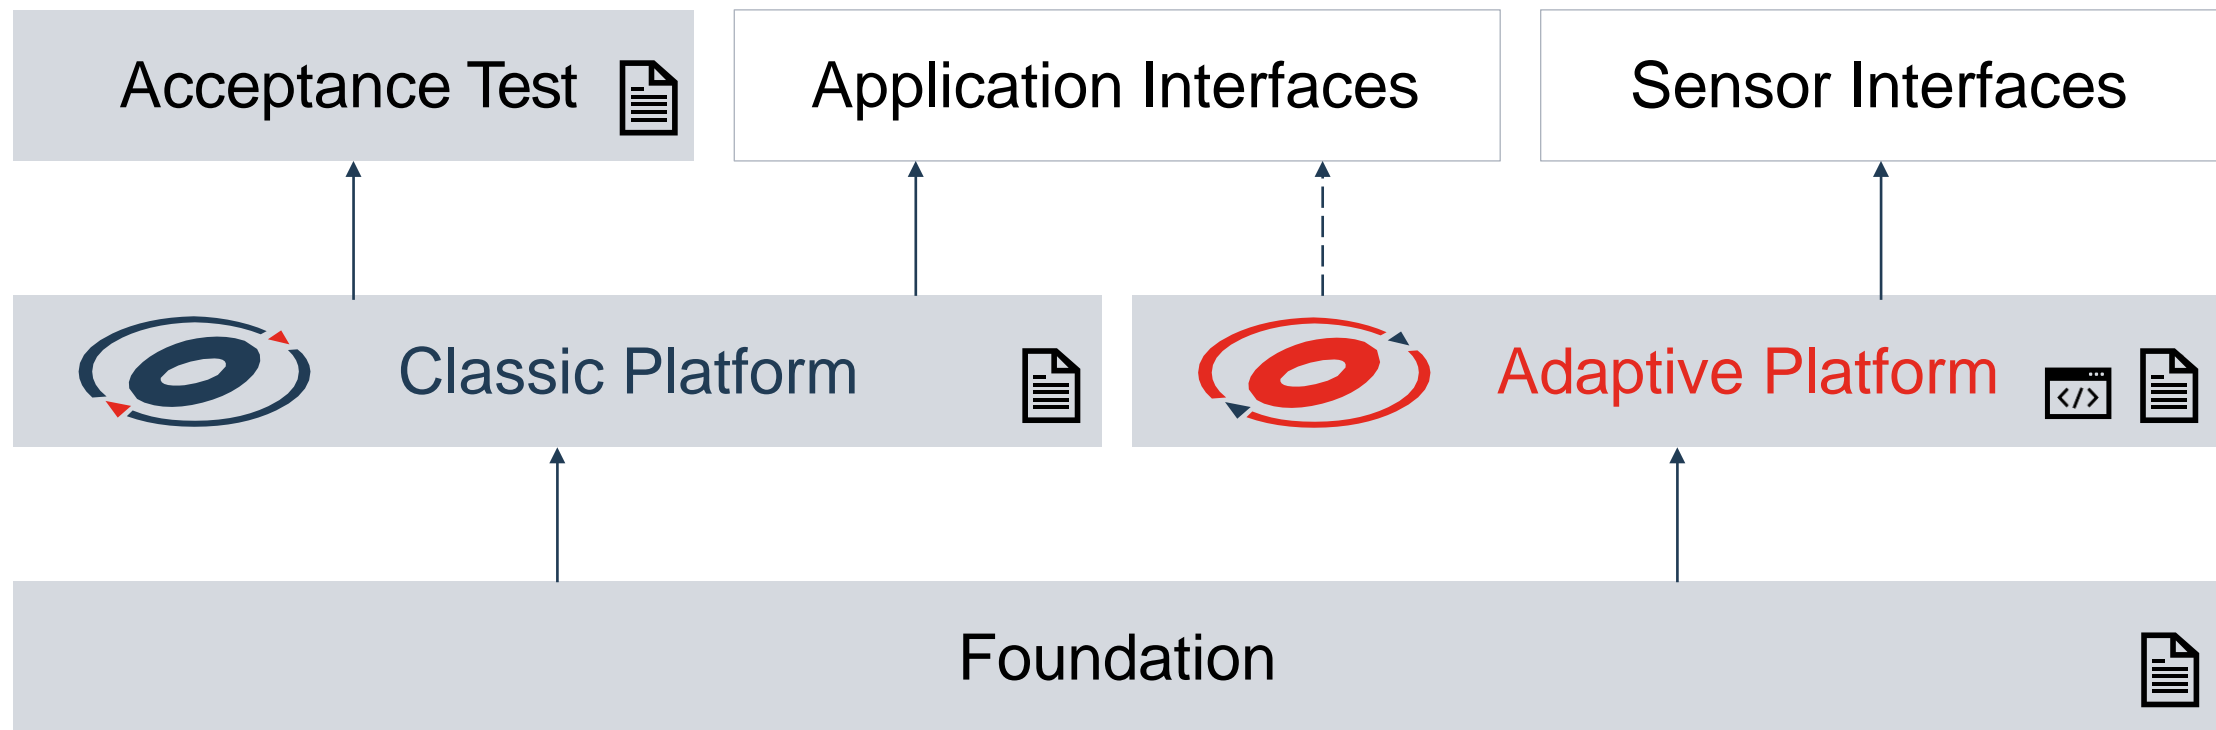 Acceptance Test
Application Interfaces
Sensor Interfaces
Classic Platform
Adaptive Platform
</>
Foundation